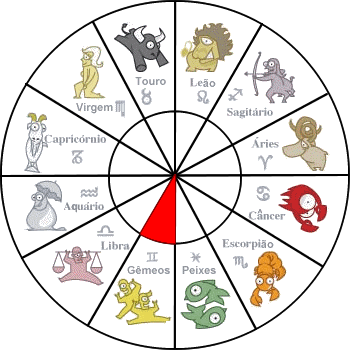 Touro
♉
Leão
♌
Sagitário
♐
Áries
♈
Câncer
♋
Escorpião
♏
Peixes
♓
Gêmeos
♊
Libra
♎
Aquário
♒
Capricórnio
♑
Virgem ♍